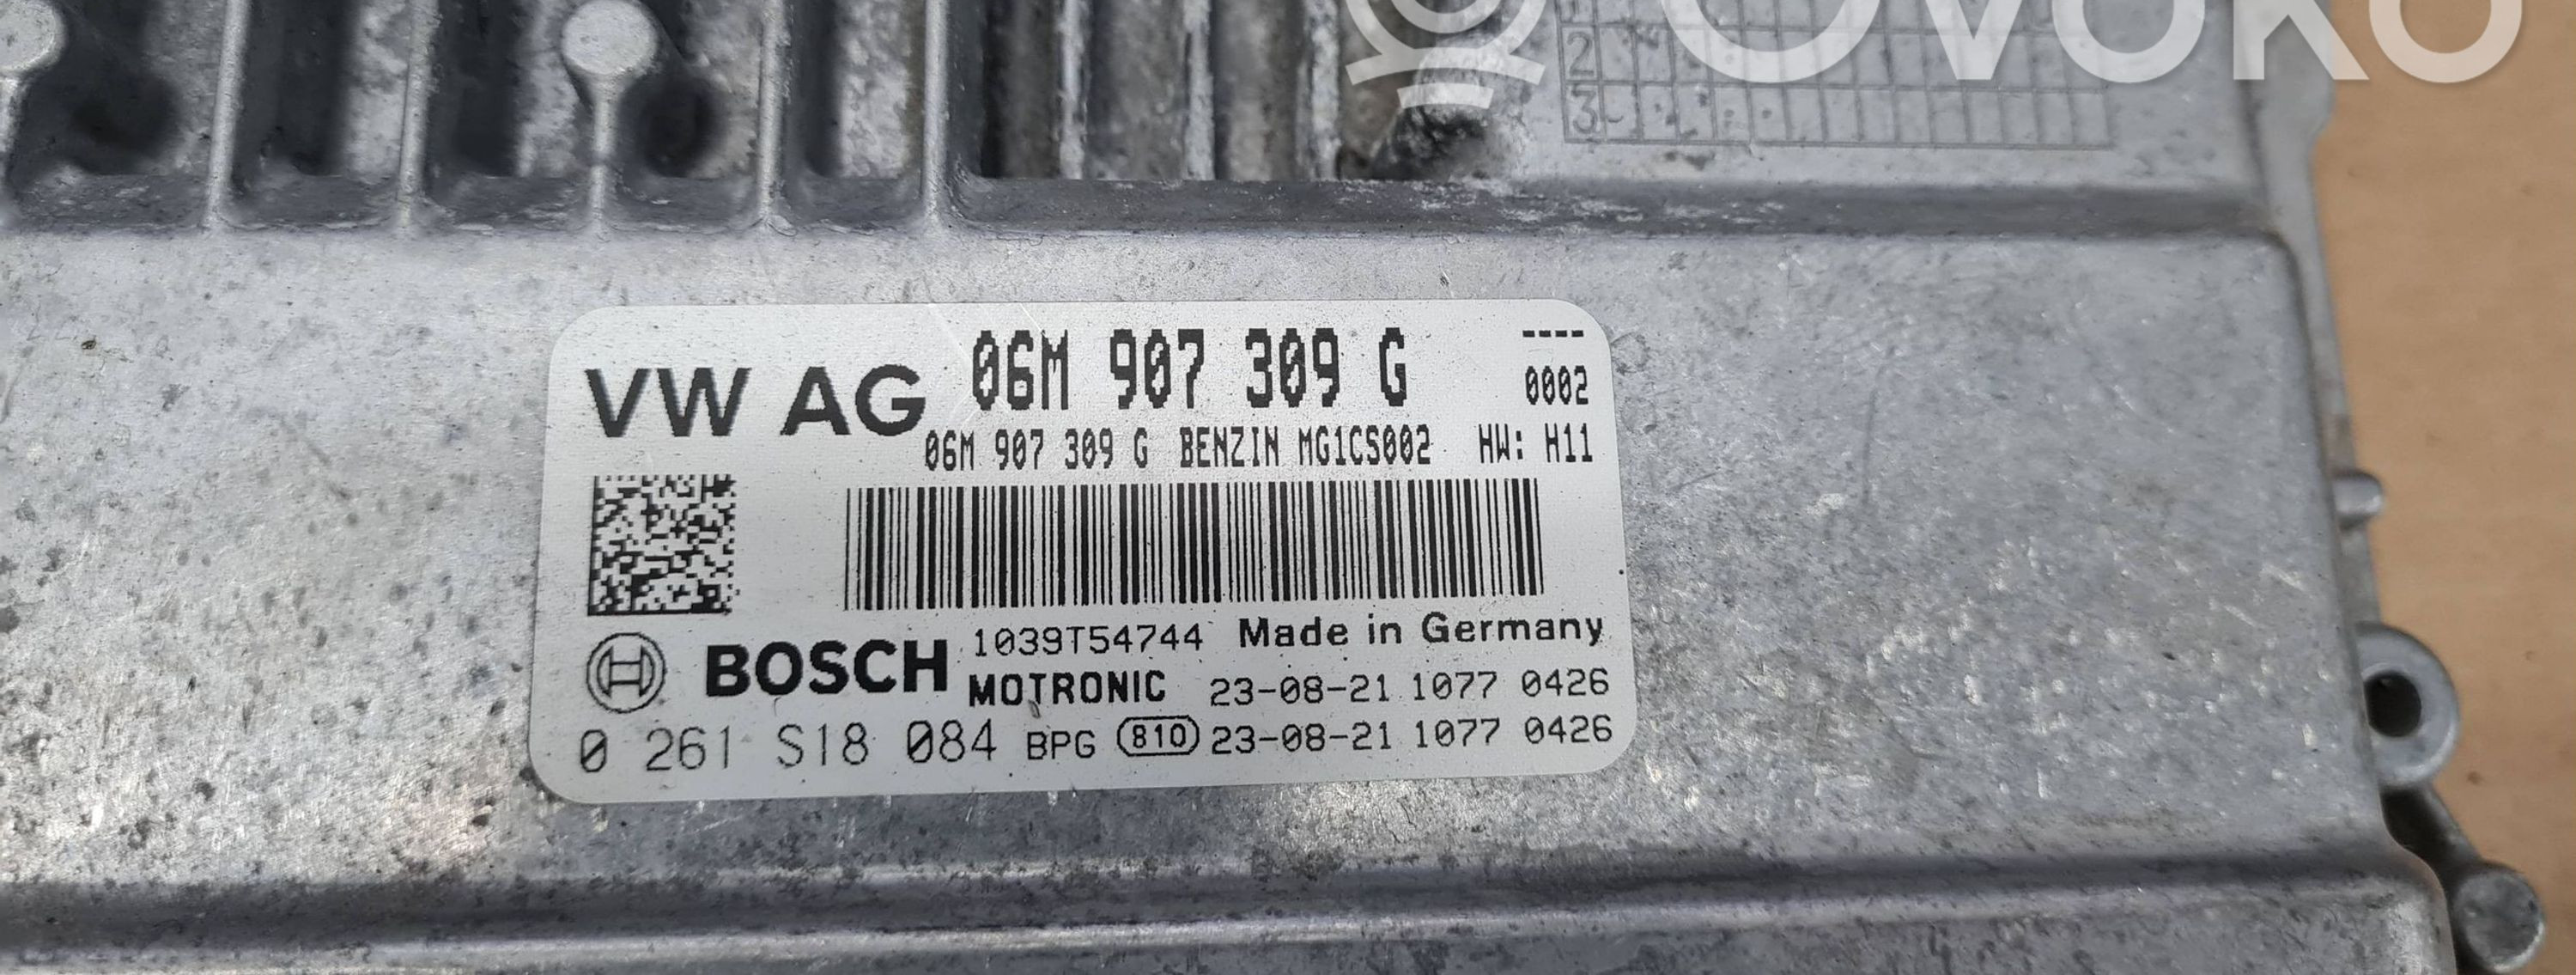 OVOKO
2
3
VW AG 06M 907 309 G ----
0002
06M 907 309 G BENZIN MG1CS002 HW: H11
BOSCH 1039T54744 Made in Germany
MOTRONIC 23-08-21 1077 0426
0 261 S18 084 BPG 810 23-08-21 1077 0426